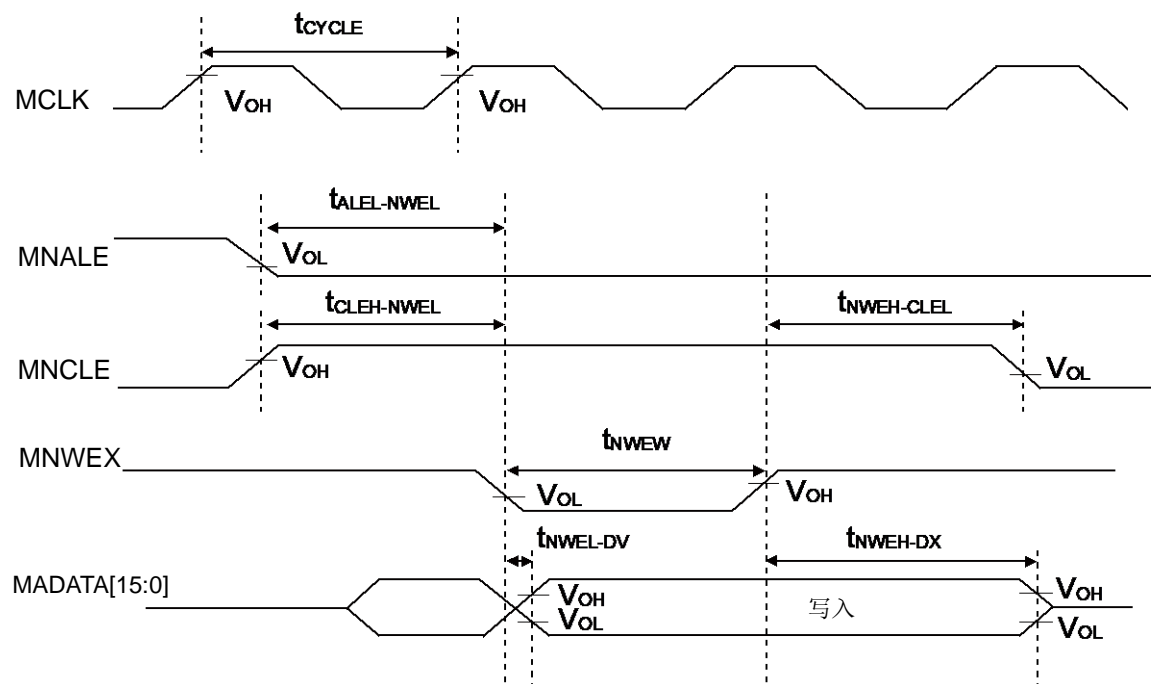 tCYCLE
MCLK
VOH
VOH
tALEL-NWEL
MNALE
VOL
tCLEH-NWEL
tNWEH-CLEL
MNCLE
VOH
VOL
MNWEX
tNWEW
VOL
VOH
tNWEL-DV
tNWEH-DX
MADATA[15:0]
VOH
VOL
写入
VOH
VOL